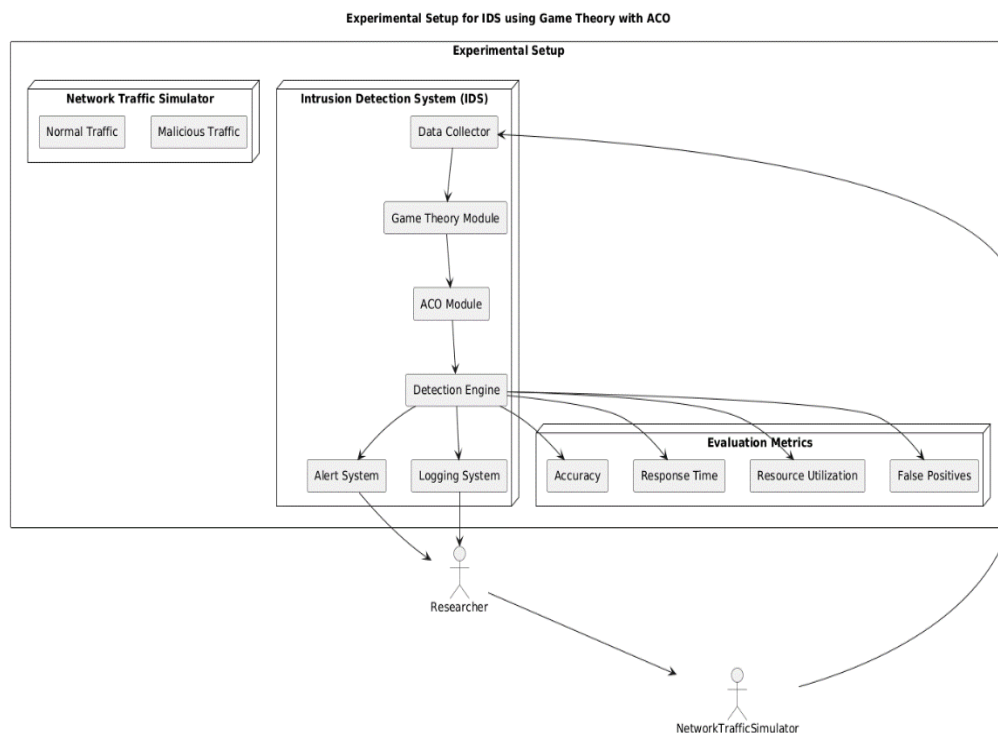 Experimental Setup for IDS using Game Theory with ACO
Experimental Setup
Network Traffic Simulator
Normal Traffic
Malicious Traffic
Intrusion Detection System (IDS)
Data Collector
Game Theory Module
ACO Module
Detection Engine
Alert System
Logging System
Evaluation Metrics
Accuracy
Response Time
Resource Utilization
False Positives
Researcher
NetworkTrafficSimulator